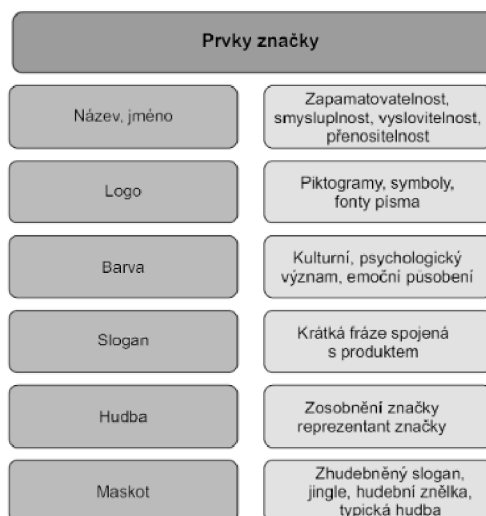 Prvky značky
Název, jméno
Zapamatovatelnost,
smysluplnost, vyslovitelnost,
přenositelnost
Logo
Piktogramy, symboly,
fonty písma
Barva
Kulturní, psychologický
význam, emoční působení
Slogan
Krátká fráze spojená
s produktem
Hudba
Zosobnění značky
reprezentant značky
Maskot
Zhudebněný slogan,
jingle, hudební znělka,
typická hudba